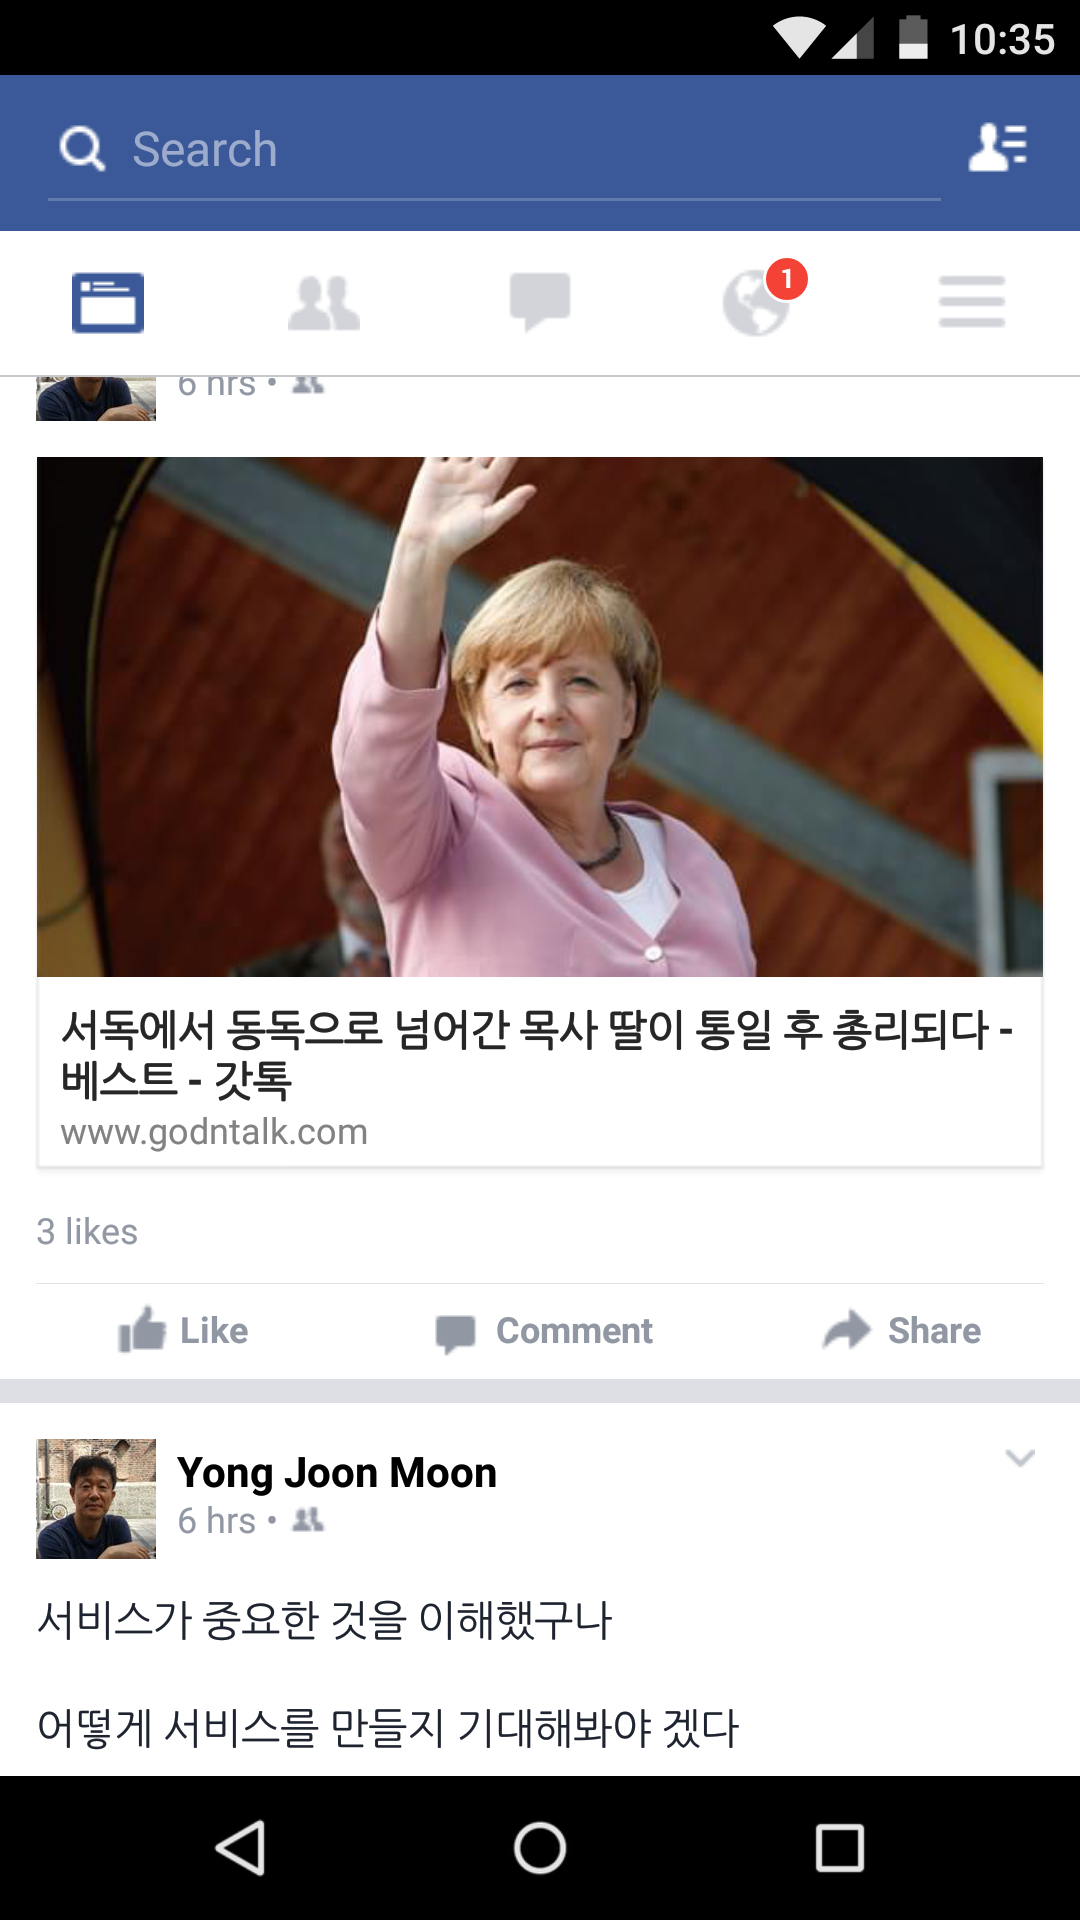 10:35
Search
1
6 hrs •
서독에서 동독으로 넘어간 목사 딸이 통일 후 총리되다 -
베스트 - 갓톡
www.godntalk.com
3 likes
Like Comment Share
Yong Joon Moon
6 hrs •
서비스가 중요한 것을 이해했구나
어떻게 서비스를 만들지 기대해봐야 겠다